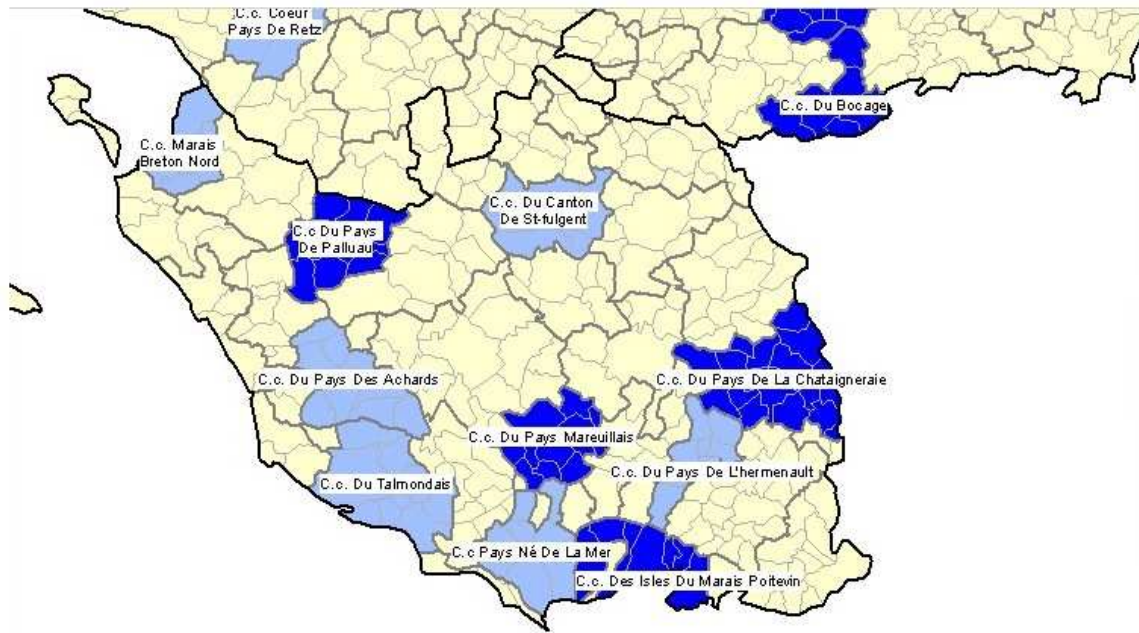 C.c. Coeur
Pays De Retz
C.c. Du Bocage
C.c. Marais
Breton Nord
C.c. Du Canton
De St-fulgent
C.c Du Pays
De Palluau
C.c. Du Pays Des Achards
C.c. Du Pays De La Chataigneraie
C.c. Du Pays Mareuillais
C.c. Du Pays De L'hermenault
C.c. Du Talmondais
C.c Pays Né De La Mer
C.c. Des Isles Du Marais Poitevin